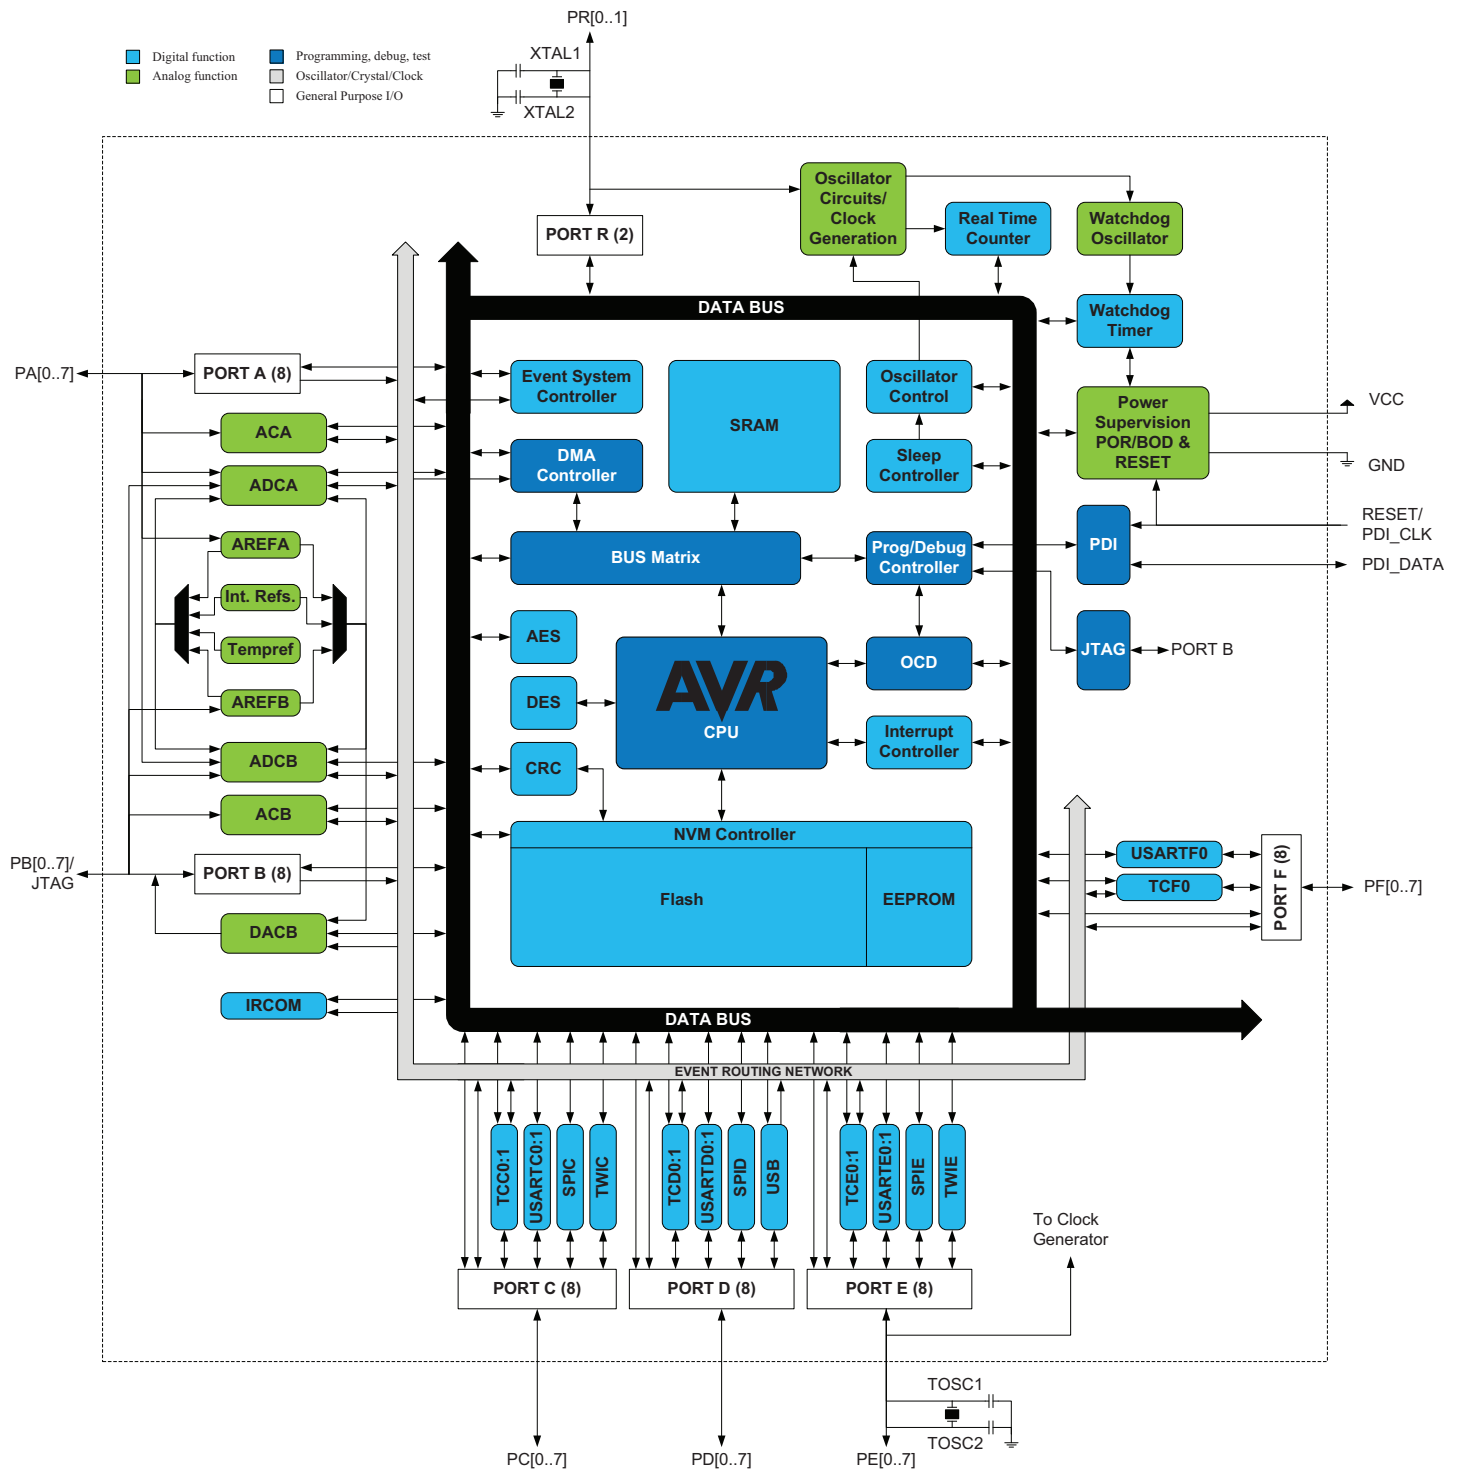 PR[0..1]
Digital function
Analog function
Programming, debug, test
Oscillator/Crystal/Clock
General Purpose I/O
XTAL1
XTAL2
Oscillator
Circuits/
Clock
Generation
Real Time
Counter
Watchdog
Oscillator
PORT R (2)
DATA BUS
Watchdog
Timer
PA[0..7]
PORT A (8)
Event System
Controller
SRAM
Oscillator
Control
Power
Supervision
POR/BOD &
RESET
VCC
GND
ACA
ADCA
DMA
Controller
Sleep
Controller
RESET/
PDI_CLK
PDI_DATA
AREFA
BUS Matrix
Prog/Debug
Controller
PDI
Int. Refs.
Tempref
AREFB
AES
DES
CRC
AVR
CPU
OCD
JTAG
PORT B
Interrupt
Controller
ADCB
ACB
PB[0..7]/
JTAG
PORT B (8)
DACB
IRCOM
NVM Controller
Flash
EEPROM
USARTF0
TCF0
PORT F (8)
PF[0..7]
DATA BUS
EVENT ROUTING NETWORK
TCC0:1
USARTC0:1
SPIC
TWIC
TCD0:1
USARTD0:1
SPID
USB
TCE0:1
USARTE0:1
SPIE
TWIE
To Clock
Generator
PORT C (8)
PORT D (8)
PORT E (8)
TOSC1
TOSC2
PC[0..7]
PD[0..7]
PE[0..7]